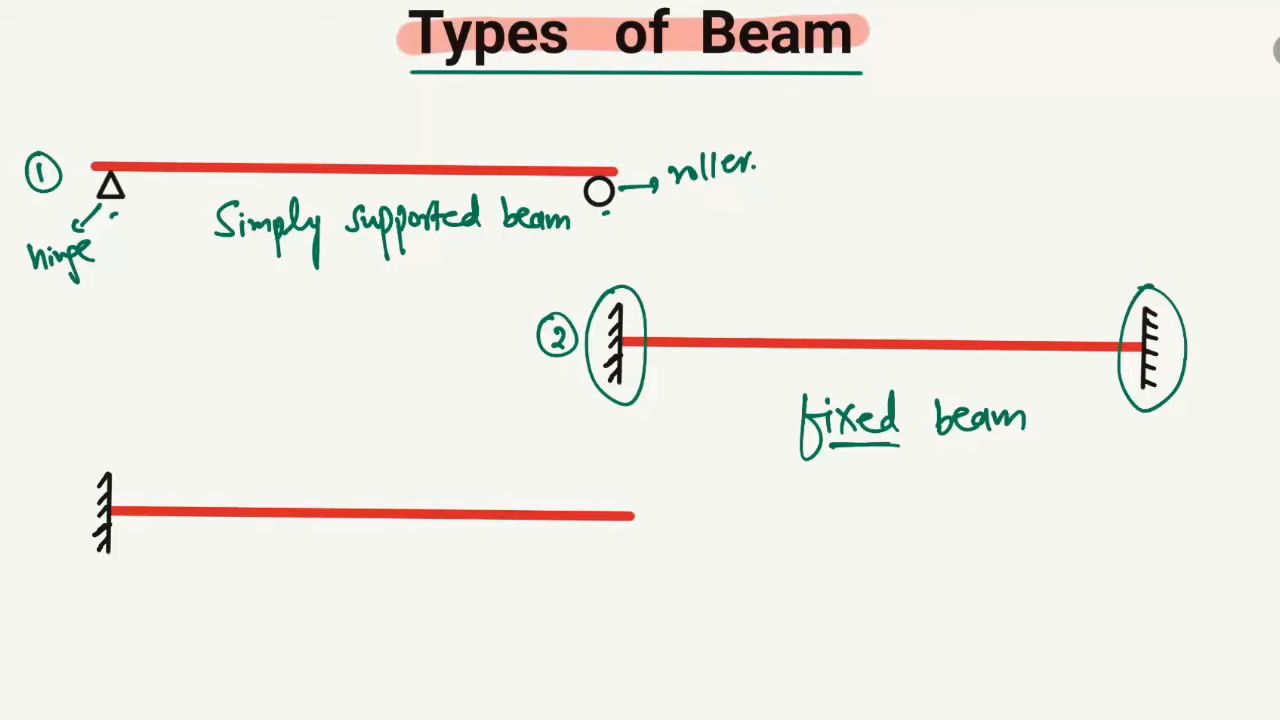 Types of Beam
1
roller.
Simply supported beam
hinge
2
fixed beam